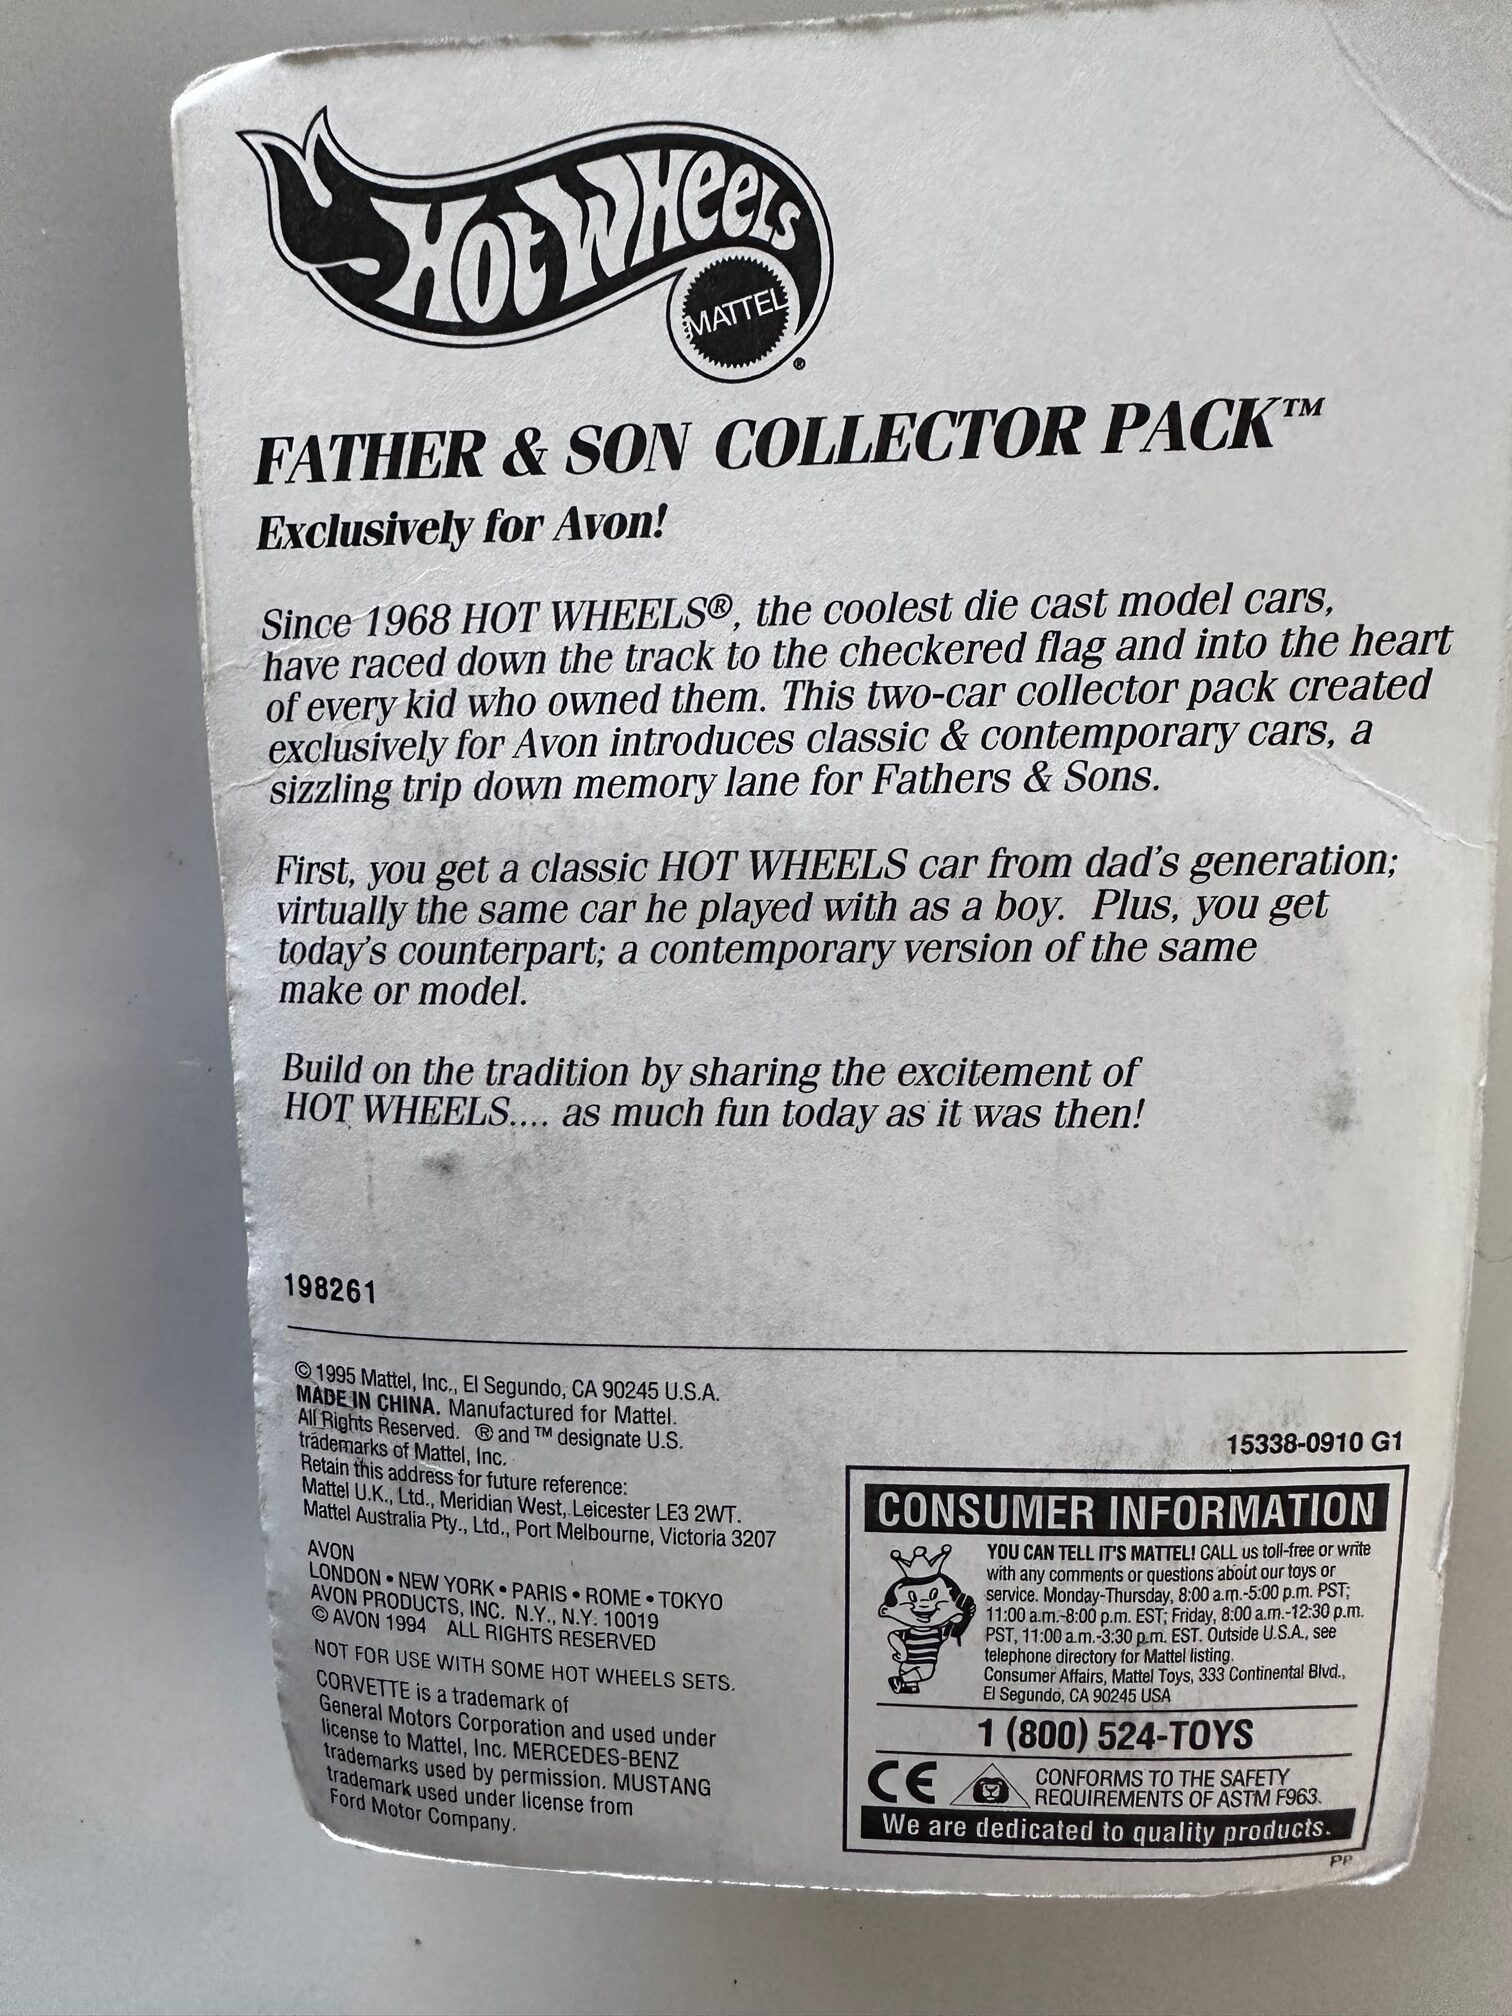 HOT WHEELS
MATTEL
®
FATHER & SON COLLECTOR PACK™
Exclusively for Avon!
Since 1968 HOT WHEELS®, the coolest die cast model cars,
have raced down the track to the checkered flag and into the heart
of every kid who owned them. This two-car collector pack created
exclusively for Avon introduces classic & contemporary cars, a
sizzling trip down memory lane for Fathers & Sons.
First, you get a classic HOT WHEELS car from dad's generation;
virtually the same car he played with as a boy. Plus, you get
today's counterpart; a contemporary version of the same
make or model.
Build on the tradition by sharing the excitement of
HOT WHEELS.... as much fun today as it was then!
198261
© 1995 Mattel, Inc., El Segundo, CA 90245 U.S.A.
MADE IN CHINA. Manufactured for Mattel.
All Rights Reserved. ® and ™ designate U.S.
trademarks of Mattel, Inc.
Retain this address for future reference:
Mattel U.K., Ltd., Meridian West, Leicester LE3 2WT.
Mattel Australia Pty., Ltd., Port Melbourne, Victoria 3207
AVON
LONDON • NEW YORK • PARIS • ROME • TOKYO
AVON PRODUCTS, INC. N.Y., N.Y. 10019
© AVON 1994 ALL RIGHTS RESERVED
NOT FOR USE WITH SOME HOT WHEELS SETS.
CORVETTE is a trademark of
General Motors Corporation and used under
license to Mattel, Inc. MERCEDES-BENZ
trademarks used by permission. MUSTANG
trademark used under license from
Ford Motor Company.
15338-0910 G1
CONSUMER INFORMATION
YOU CAN TELL IT'S MATTEL! CALL us toll-free or write
with any comments or questions about our toys or
service. Monday-Thursday, 8:00 a.m.-5:00 p.m. PST;
11:00 a.m.-8:00 p.m. EST; Friday, 8:00 a.m.-12:30 p.m.
PST, 11:00 a.m.-3:30 p.m. EST. Outside U.S.A., see
telephone directory for Mattel listing.
Consumer Affairs, Mattel Toys, 333 Continental Blvd.,
El Segundo, CA 90245 USA
1 (800) 524-TOYS
CE
CONFORMS TO THE SAFETY
REQUIREMENTS OF ASTM F963.
We are dedicated to quality products.
PP